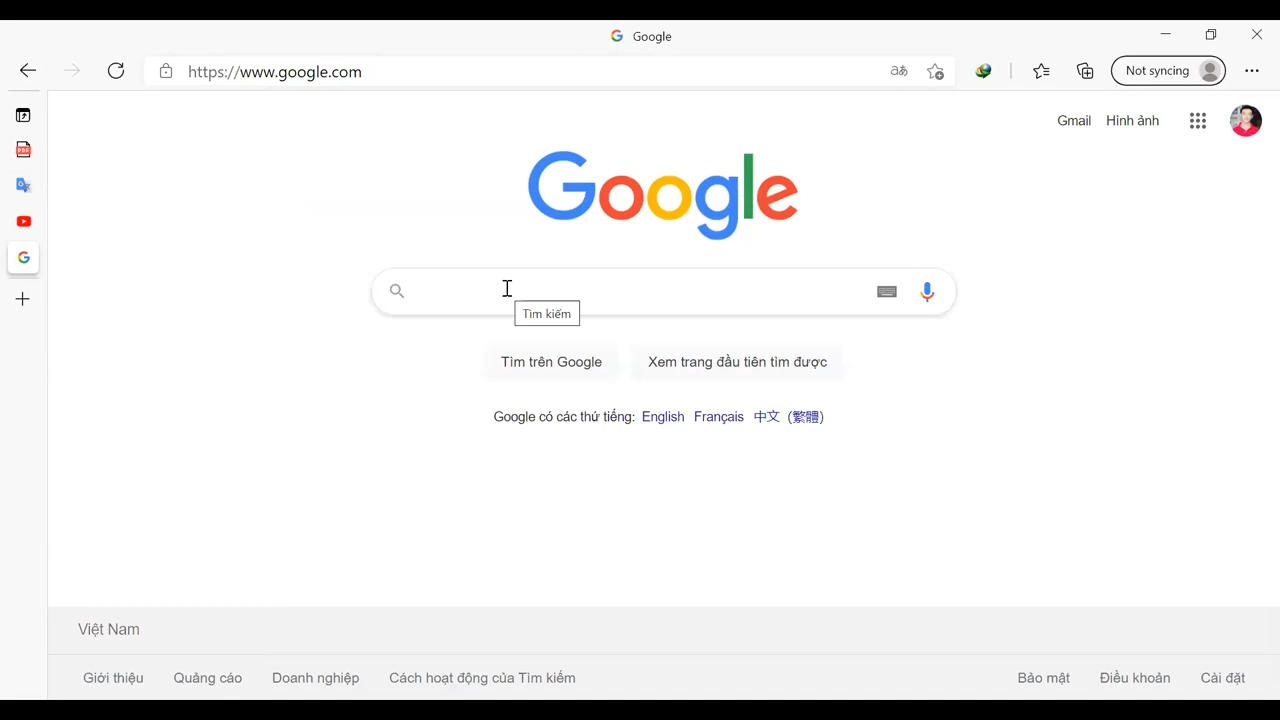 Google
https://www.google.com
Not syncing
PDF
Gmail Hình ảnh
Google
Tìm kiếm
Tìm trên Google Xem trang đầu tiên tìm được
Google có các thứ tiếng: English Français 中文 (繁體)
Việt Nam
Giới thiệu Quảng cáo Doanh nghiệp Cách hoạt động của Tìm kiếm Bảo mật Điều khoản Cài đặt